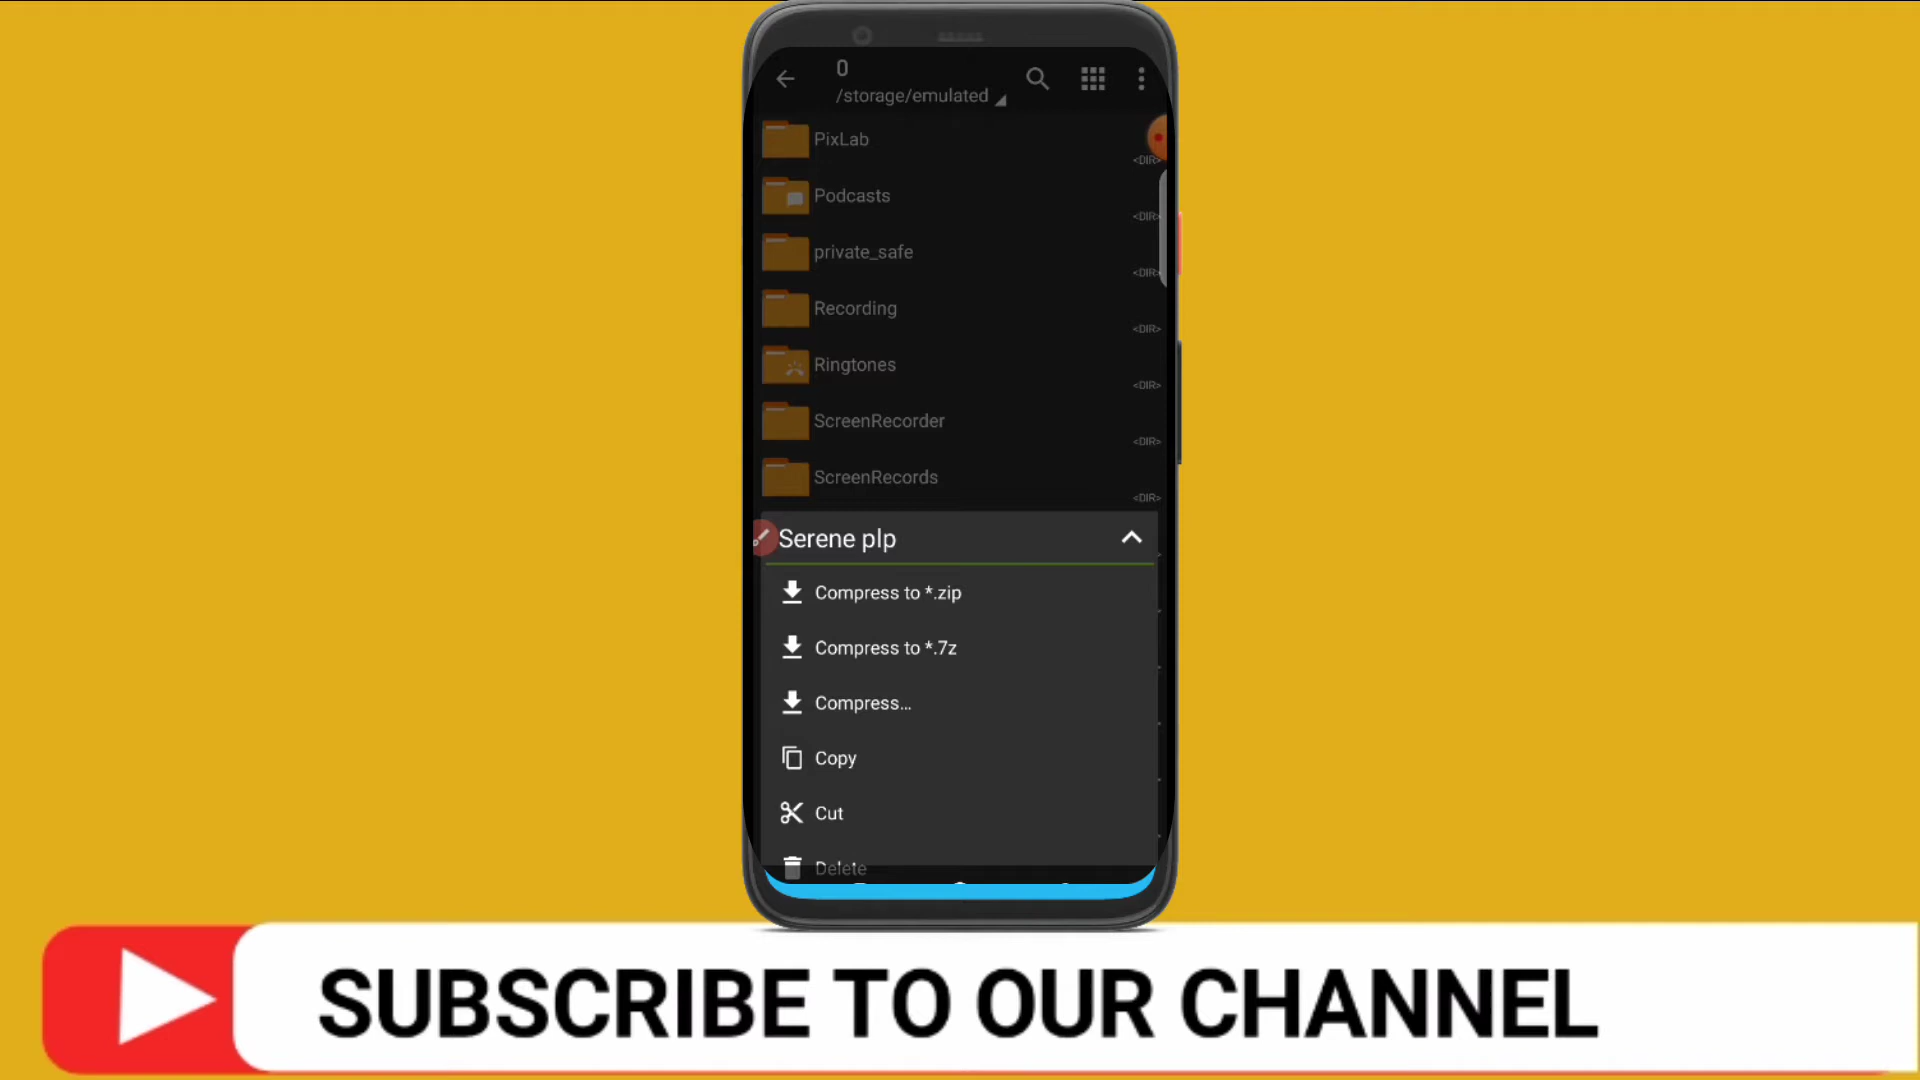 0
/storage/emulated
PixLab
<DIR>
Podcasts
<DIR>
private_safe
<DIR>
Recording
<DIR>
Ringtones
<DIR>
ScreenRecorder
<DIR>
ScreenRecords
<DIR>
Serene plp
Compress to *.zip
Compress to *.7z
Compress...
Copy
Cut
Delete
SUBSCRIBE TO OUR CHANNEL